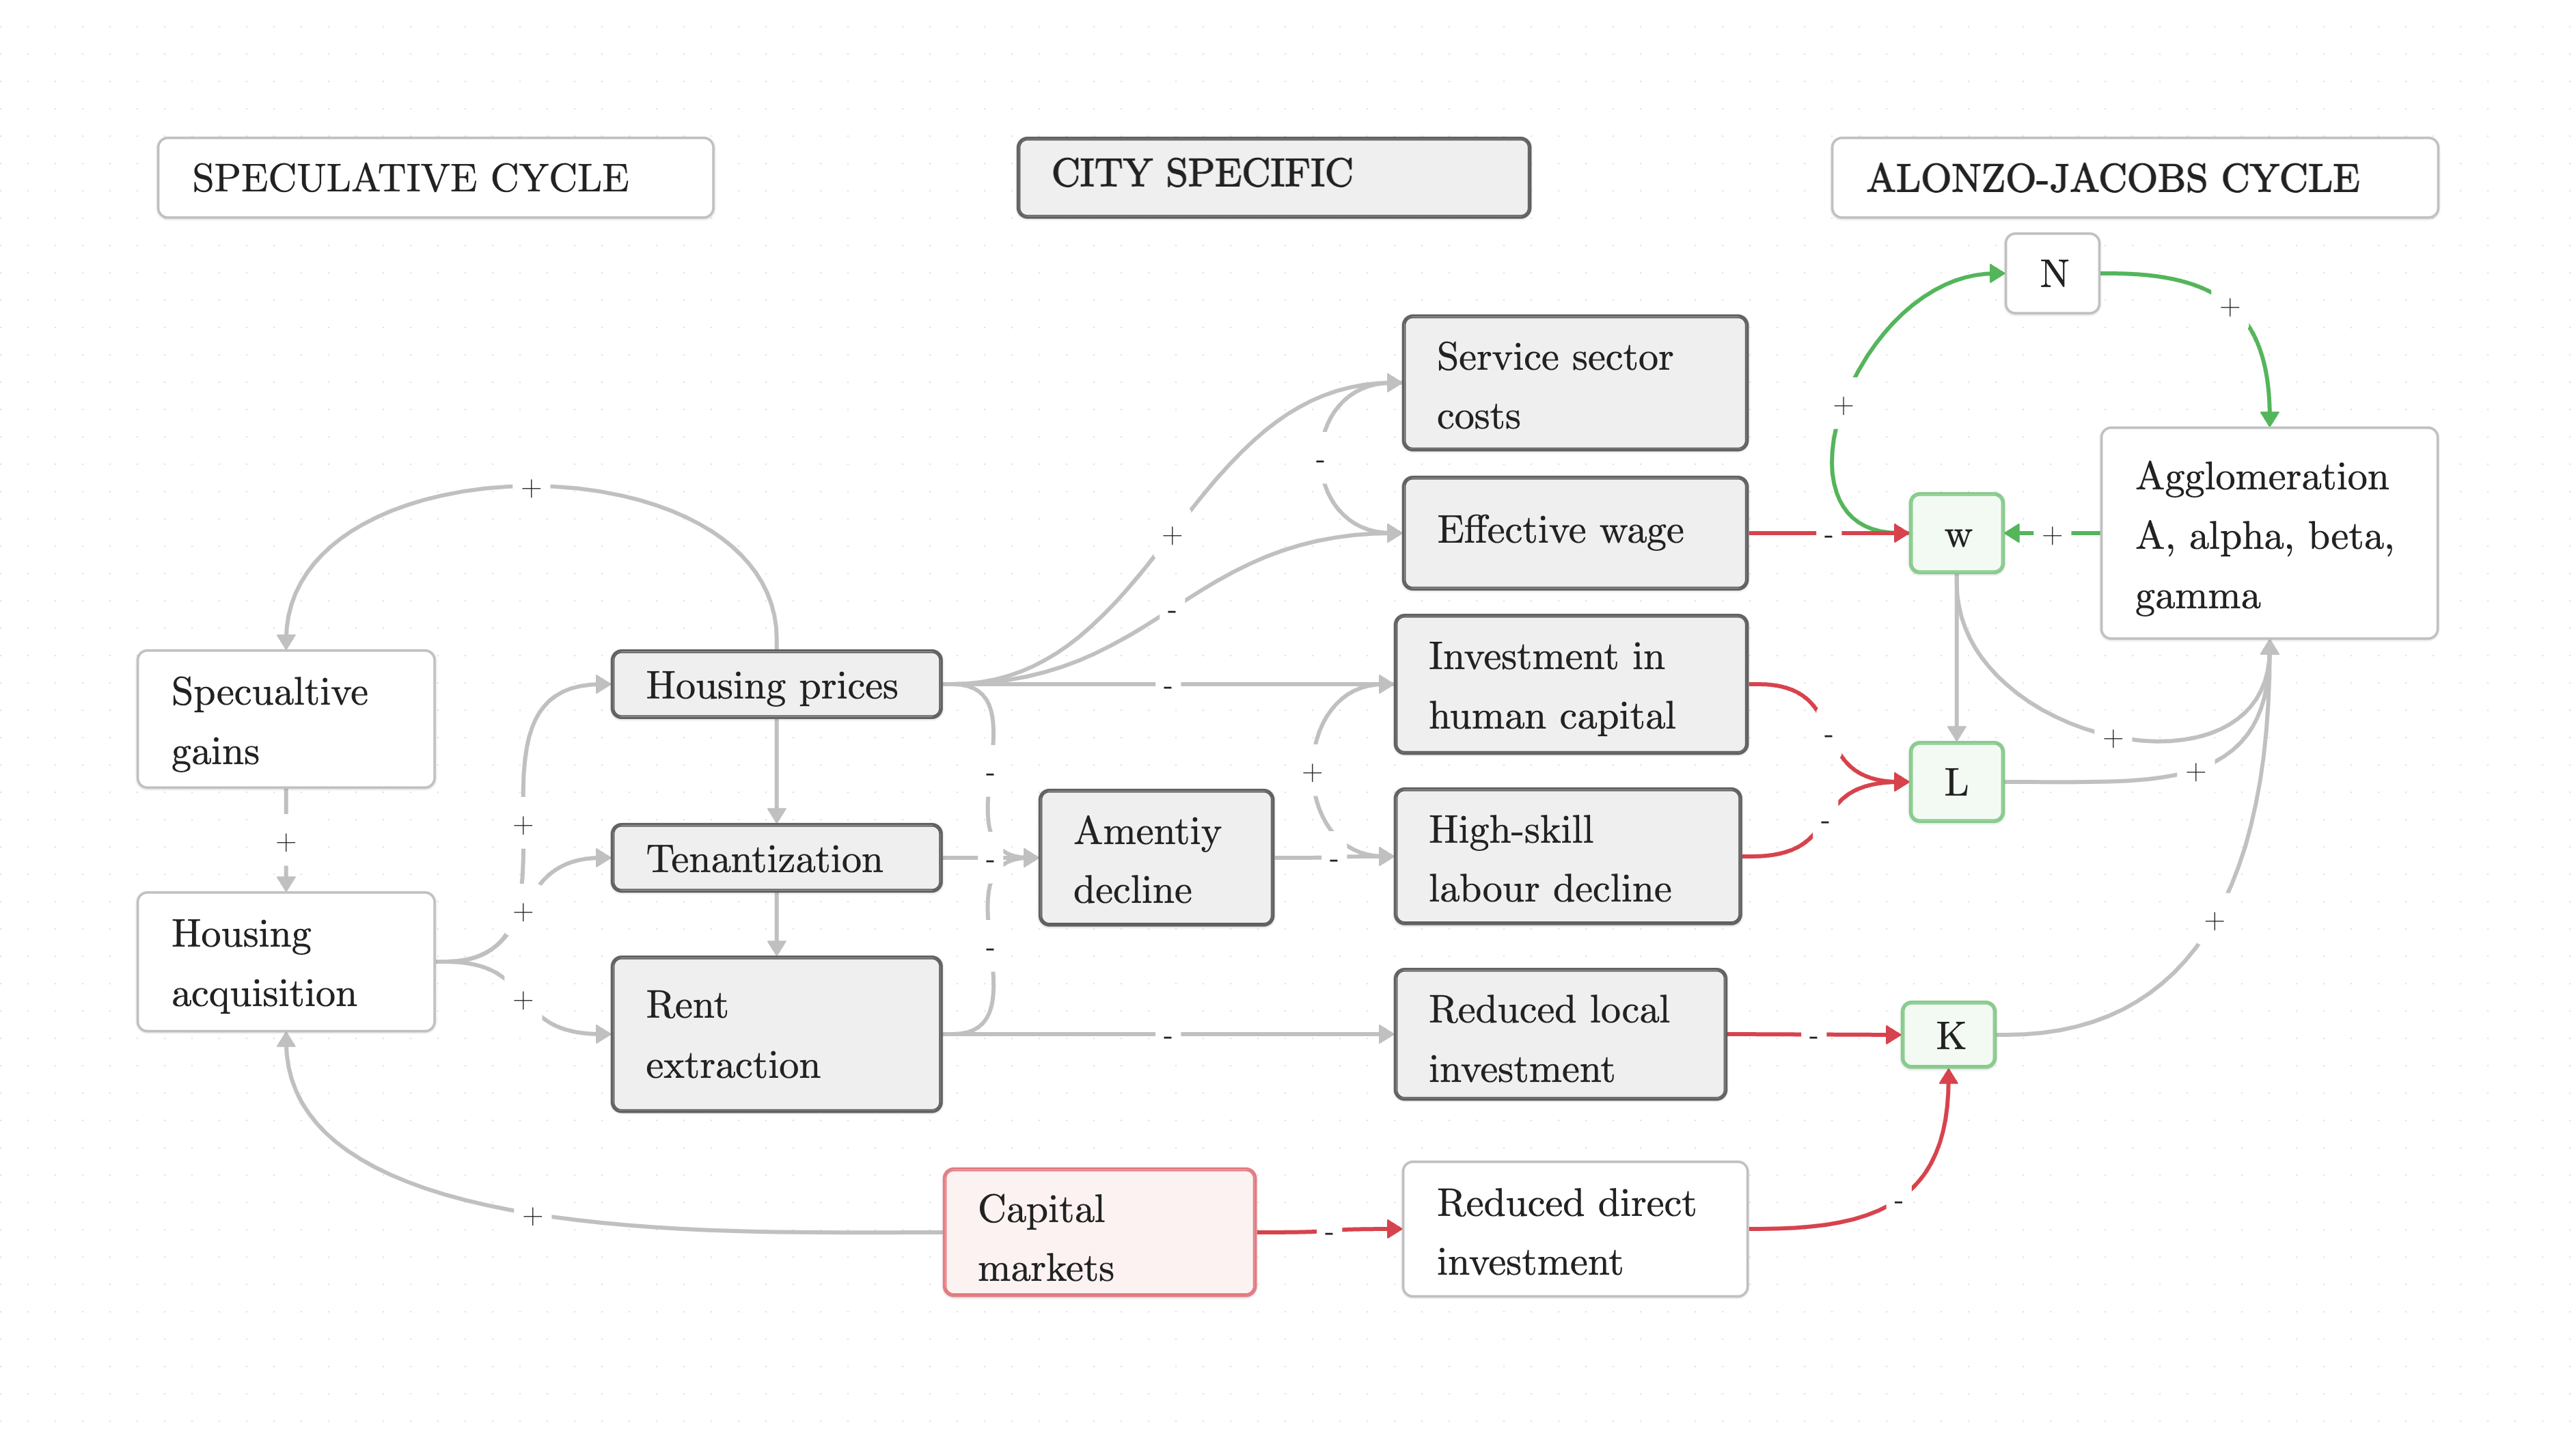 SPECULATIVE CYCLE
CITY SPECIFIC
ALONZO-JACOBS CYCLE
N
+
Service sector
costs
+
-
+
Effective wage
-
w
+
Agglomeration
A, alpha, beta,
gamma
+
-
Specualtive
gains
Housing prices
-
Investment in
human capital
-
+
+
-
+
+
L
+
+
Tenantization
-
Amentiy
decline
-
High-skill
labour decline
-
Housing
acquisition
+
+
-
+
Rent
extraction
-
Reduced local
investment
-
K
+
Capital
markets
-
Reduced direct
investment
-